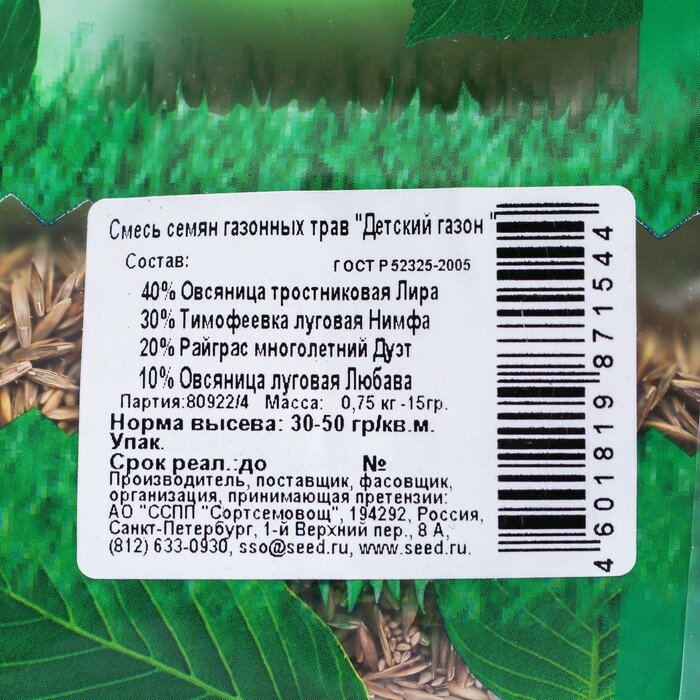 Смесь семян газонных трав "Детский газон "
Состав:
ГОСТ Р 52325-2005
40% Овсяница тростниковая Лира
30% Тимофеевка луговая Нимфа
20% Райграс многолетний Дуэт
10% Овсяница луговая Любава
Партия:80922/4 Масса: 0,75 кг -15гр.
Норма высева: 30-50 гр/кв.м.
Упак.
Срок реал.:до №
Производитель, поставщик, фасовщик,
организация, принимающая претензии:
АО "ССПП "Сортсемовощ", 194292, Россия,
Санкт-Петербург, 1-й Верхний пер., 8 А,
(812) 633-0930, sso@seed.ru, www.seed.ru.
4 601819 871544